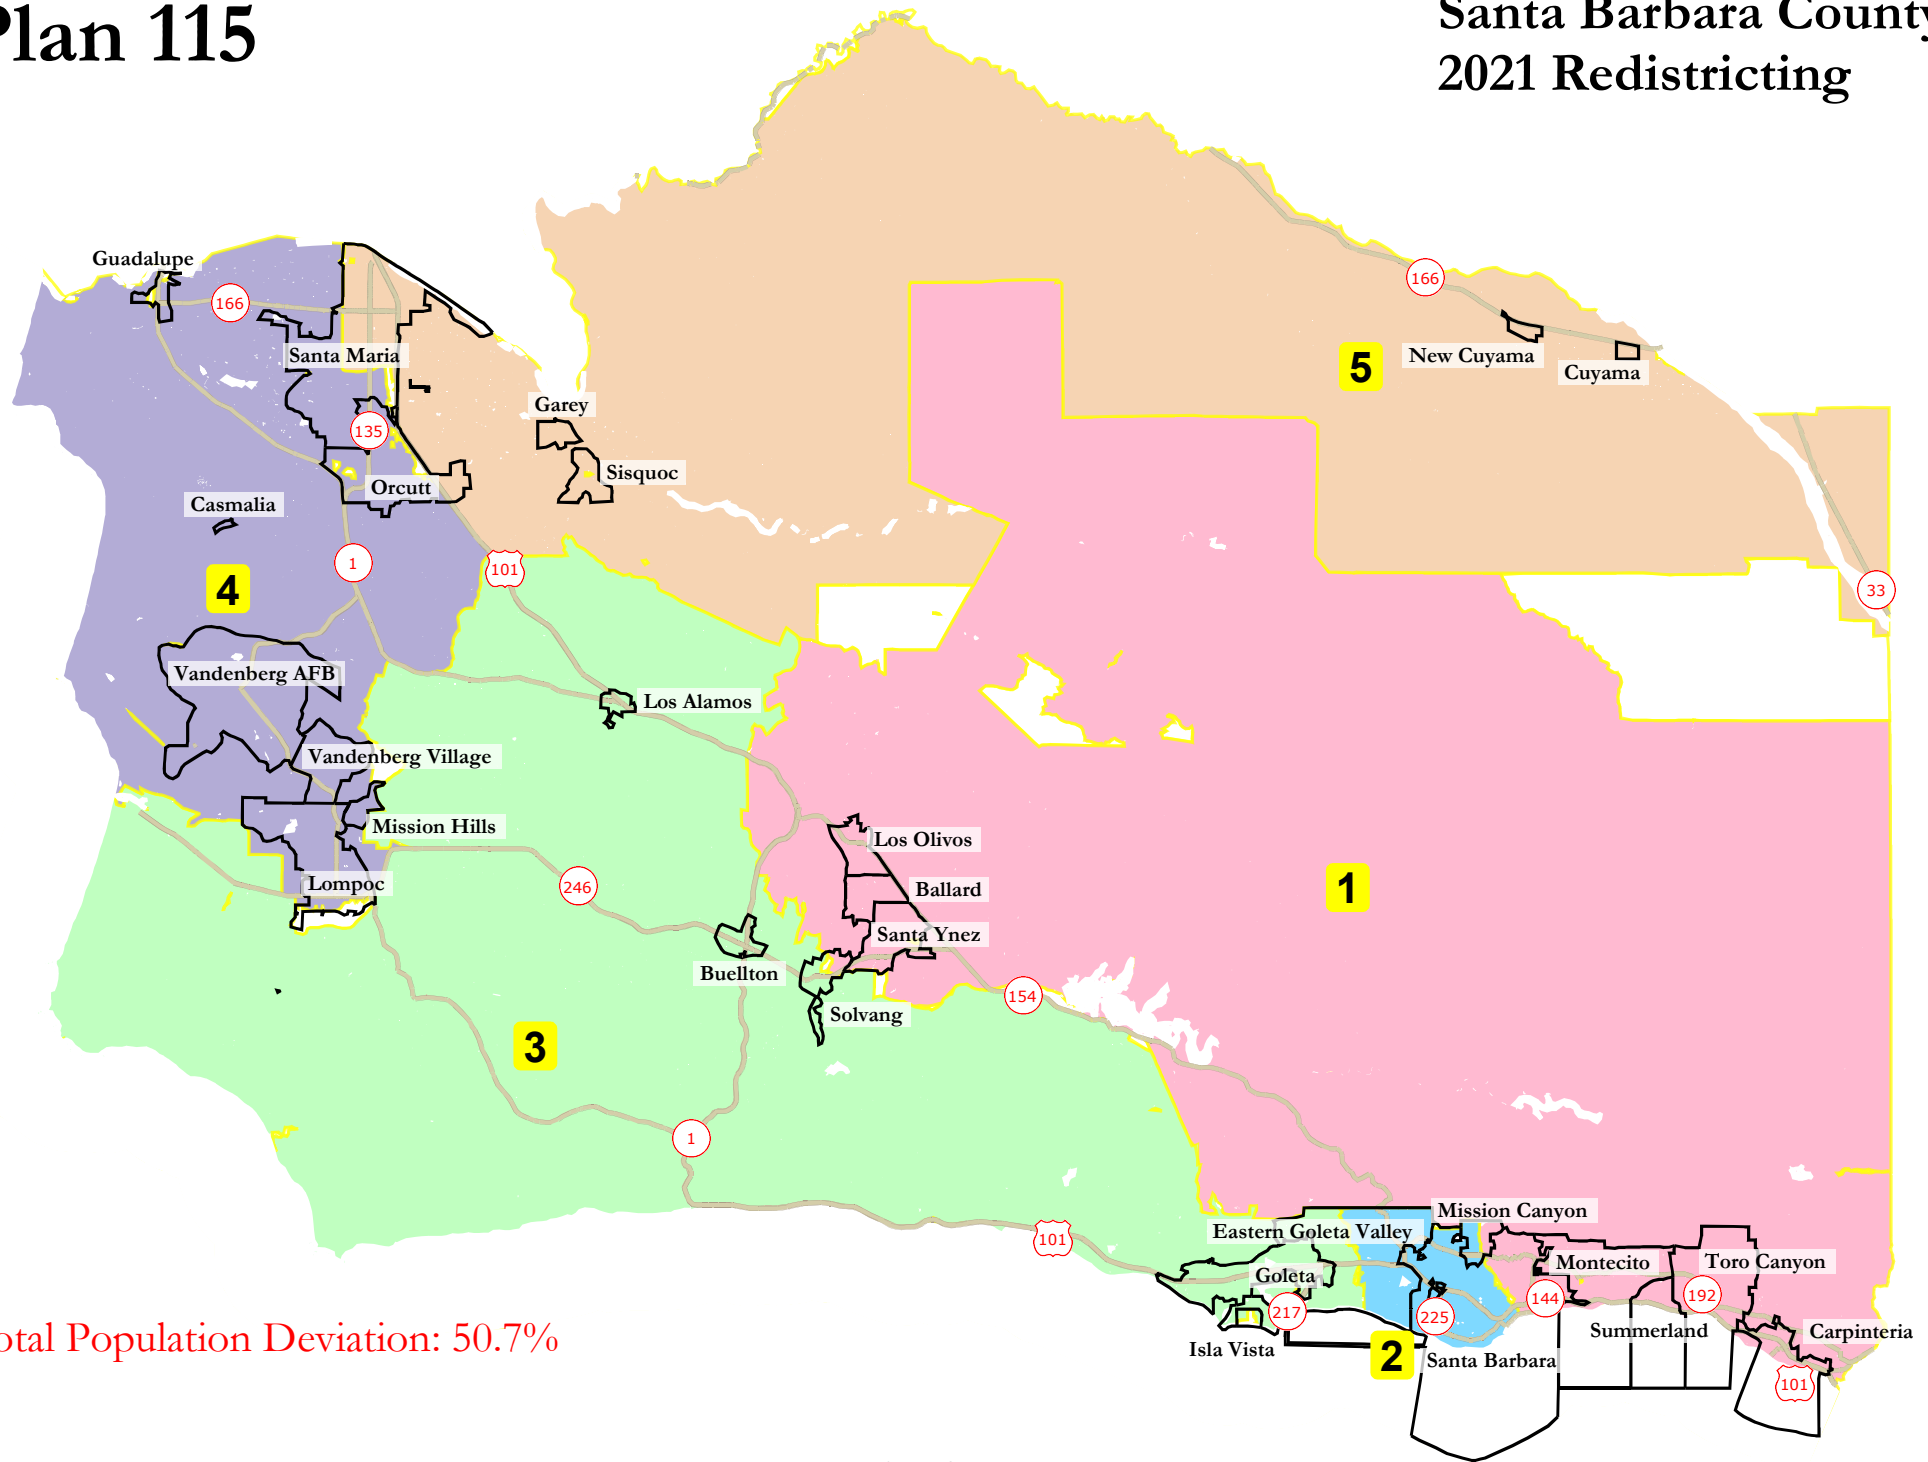 Plan 115
Santa Barbara County
2021 Redistricting
Guadalupe
166
166
Santa Maria
5
New Cuyama
Cuyama
Garey
135
Sisquoc
Orcutt
Casmalia
1
101
4
33
Vandenberg AFB
Los Alamos
Vandenberg Village
Mission Hills
Los Olivos
Lompoc
246
Ballard
1
Santa Ynez
Buellton
154
Solvang
3
1
Mission Canyon
Eastern Goleta Valley
101
Montecito
Toro Canyon
Goleta
217
225
144
192
Summerland
Carpinteria
Isla Vista
2
Santa Barbara
101
otal Population Deviation: 50.7%